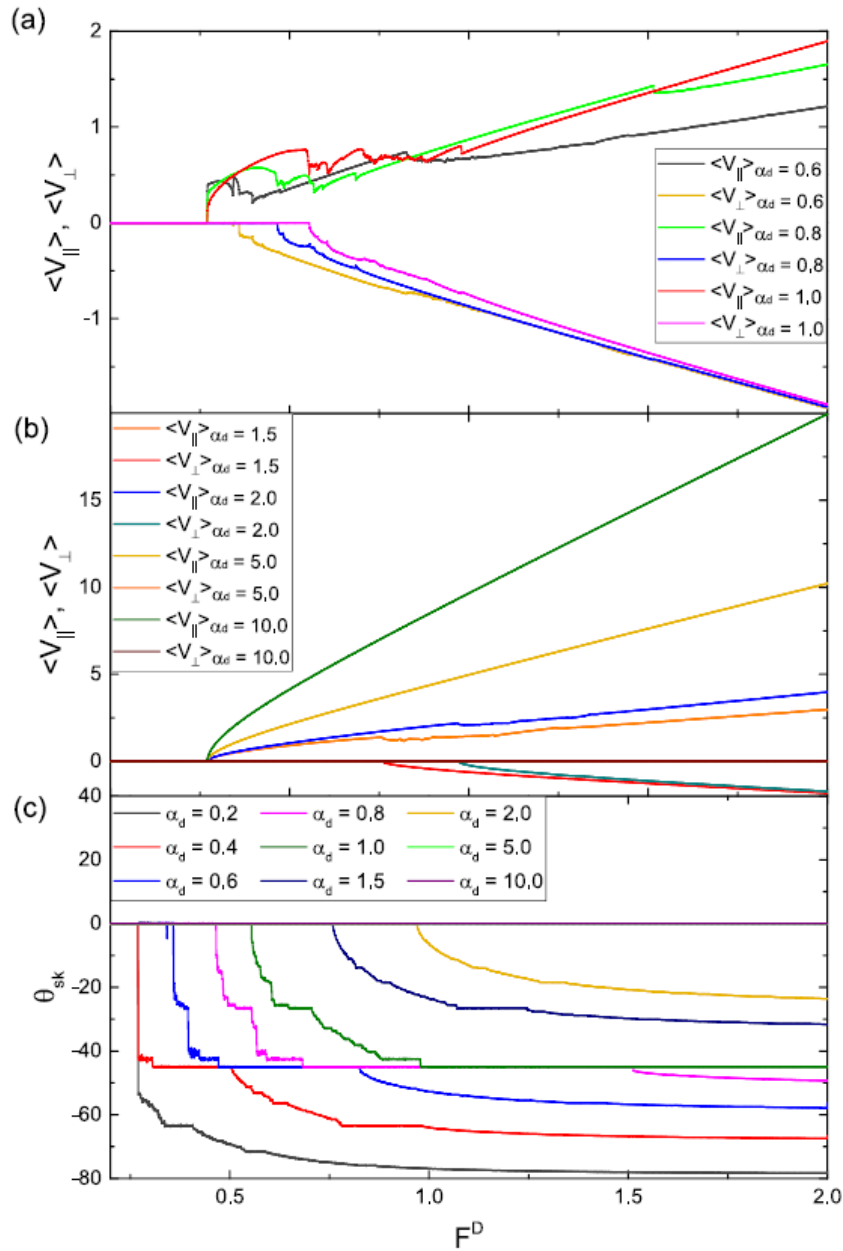 (a)
2
1
0
-1
<V∥>, <V⊥>
<V∥>αd = 0.6
<V⊥>αd = 0.6
<V∥>αd = 0.8
<V⊥>αd = 0.8
<V∥>αd = 1.0
<V⊥>αd = 1.0
(b)
15
10
5
0
<V∥>, <V⊥>
<V∥>αd = 1.5
<V⊥>αd = 1.5
<V∥>αd = 2.0
<V⊥>αd = 2.0
<V∥>αd = 5.0
<V⊥>αd = 5.0
<V∥>αd = 10.0
<V⊥>αd = 10.0
(c)
40
20
0
-20
-40
-60
-80
θsk
αd = 0.2 αd = 0.8 αd = 2.0
αd = 0.4 αd = 1.0 αd = 5.0
αd = 0.6 αd = 1.5 αd = 10.0
0.5 1.0 1.5 2.0
F^D